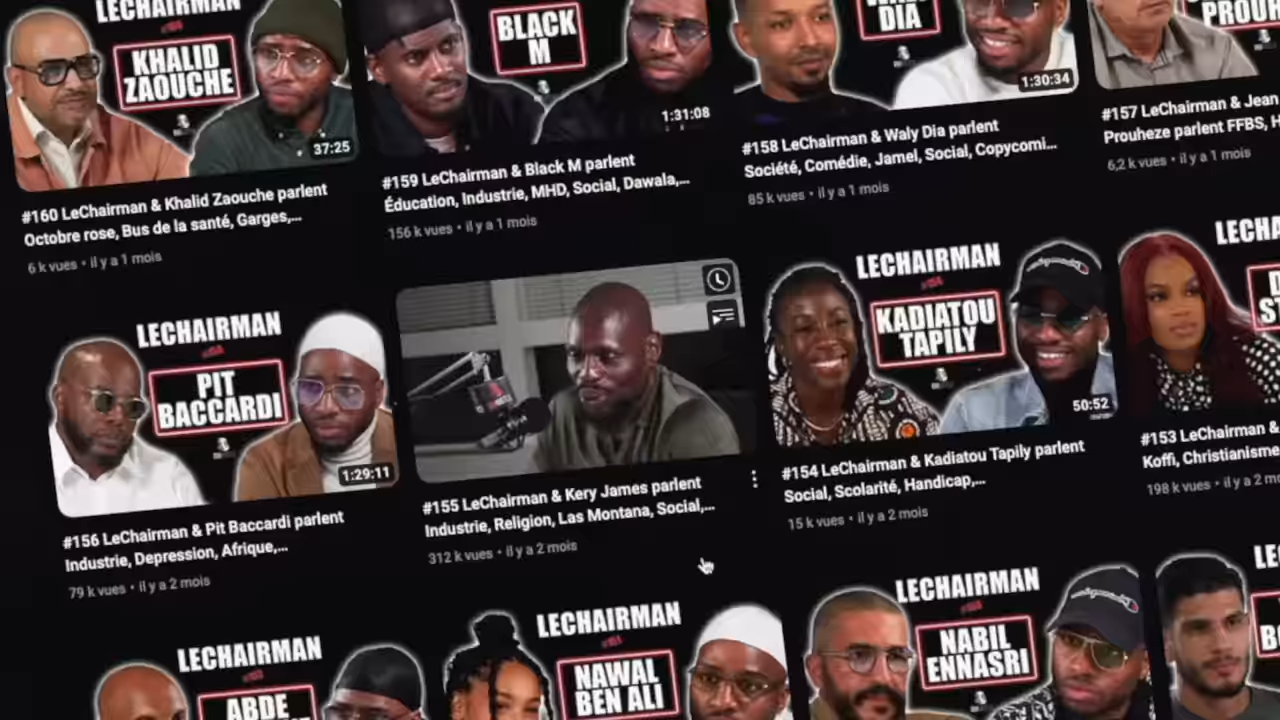 LECHAIRMAN
KHALID
ZAOUCHE
37:25
#160 LeChairman & Khalid Zaouche parlent
Octobre rose, Bus de la santé, Garges,...
6 k vues • il y a 1 mois
BLACK
M
1:31:08
#159 LeChairman & Black M parlent
Éducation, Industrie, MHD, Social, Dawala,...
156 k vues • il y a 1 mois
DIA
1:30:34
#158 LeChairman & Waly Dia parlent
Société, Comédie, Jamel, Social, Copycomi...
85 k vues • il y a 1 mois
PROUH
#157 LeChairman & Jean
Prouheze parlent FFBS, H
6,2 k vues • il y a 1 mois
LECHAIRMAN
PIT
BACCARDI
1:29:11
#156 LeChairman & Pit Baccardi parlent
Industrie, Depression, Afrique,...
79 k vues • il y a 2 mois
#155 LeChairman & Kery James parlent
Industrie, Religion, Las Montana, Social,...
312 k vues • il y a 2 mois
LECHAIRMAN
KADIATOU
TAPILY
50:52
#154 LeChairman & Kadiatou Tapily parlent
Social, Scolarité, Handicap,...
15 k vues • il y a 2 mois
LECHA
D
ST
#153 LeChairman &
Koffi, Christianisme
198 k vues • il y a 2 mo
LECHAIRMAN
ABDE
LECHAIRMAN
NAWAL
BEN ALI
LECHAIRMAN
NABIL
ENNASRI
LE
B